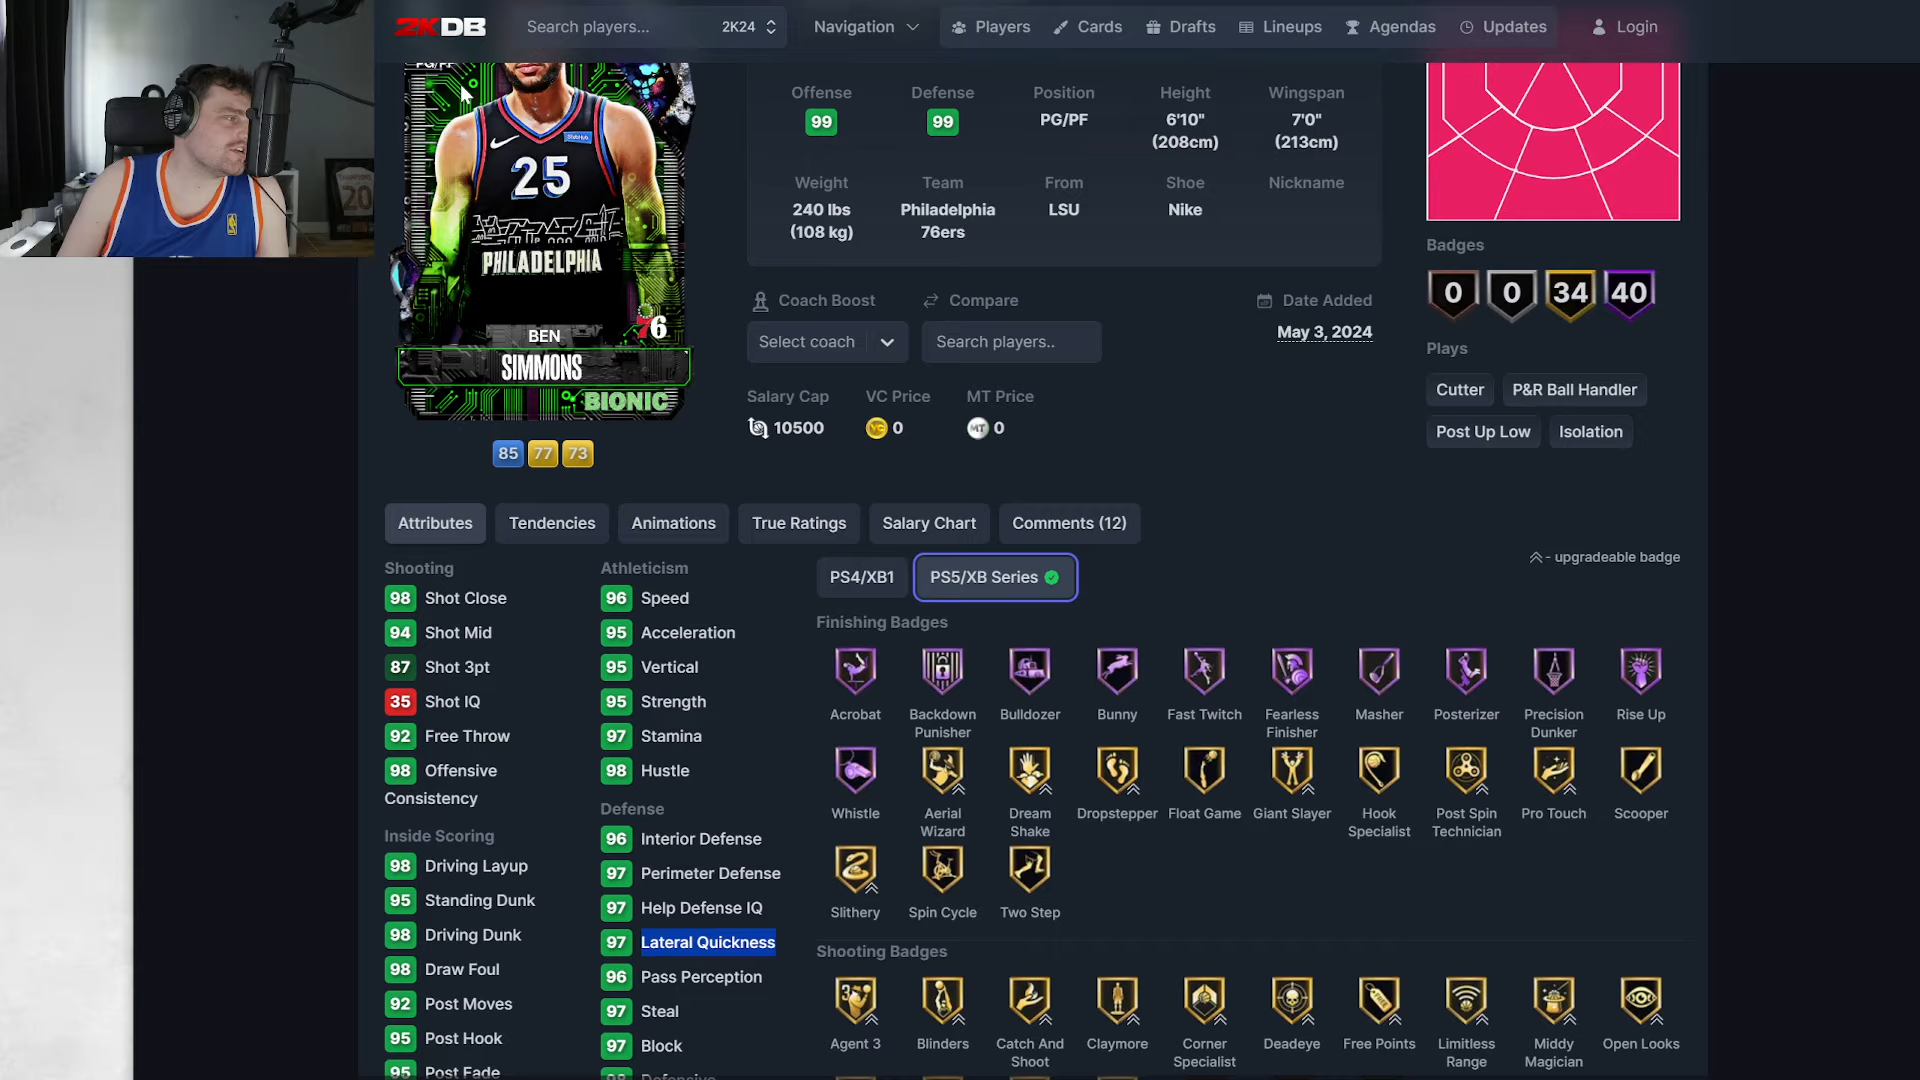 2KDB
Search players...
2K24
Navigation
Players
Cards
Drafts
Lineups
Agendas
Updates
Login
PG/PF
25
PHILADELPHIA
76
BEN
SIMMONS
BIONIC
85 77 73
Offense
99
Defense
99
Position
PG/PF
Height
6'10"
(208cm)
Wingspan
7'0"
(213cm)
Weight
240 lbs
(108 kg)
Team
Philadelphia
76ers
From
LSU
Shoe
Nike
Nickname
Coach Boost
Select coach
Compare
Search players..
Date Added
May 3, 2024
Salary Cap
10500
VC Price
VC 0
MT Price
MT 0
Badges
0 0 34 40
Plays
Cutter
P&R Ball Handler
Post Up Low
Isolation
Attributes
Tendencies
Animations
True Ratings
Salary Chart
Comments (12)
Shooting
98 Shot Close
94 Shot Mid
87 Shot 3pt
35 Shot IQ
92 Free Throw
98 Offensive
Consistency
Inside Scoring
98 Driving Layup
95 Standing Dunk
98 Driving Dunk
98 Draw Foul
92 Post Moves
95 Post Hook
95 Post Fade
Athleticism
96 Speed
95 Acceleration
95 Vertical
95 Strength
97 Stamina
98 Hustle
Defense
96 Interior Defense
97 Perimeter Defense
97 Help Defense IQ
97 Lateral Quickness
96 Pass Perception
97 Steal
97 Block
PS4/XB1
PS5/XB Series
- upgradeable badge
Finishing Badges
Acrobat
Backdown
Punisher
Bulldozer
Bunny
Fast Twitch
Fearless
Finisher
Masher
Posterizer
Precision
Dunker
Rise Up
Whistle
Aerial
Wizard
Dream
Shake
Dropstepper
Float Game
Giant Slayer
Hook
Specialist
Post Spin
Technician
Pro Touch
Scooper
Slithery
Spin Cycle
Two Step
Shooting Badges
Agent 3
Blinders
Catch And
Shoot
Claymore
Corner
Specialist
Deadeye
Free Points
Limitless
Range
Middy
Magician
Open Looks